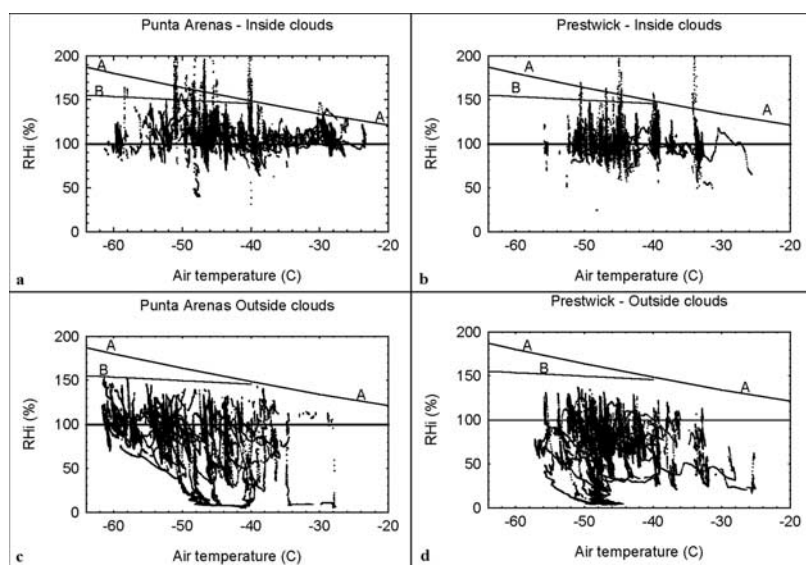 Punta Arenas - Inside clouds
200
150
100
50
0
RHi (%)
A
B
A
-60 -50 -40 -30 -20
Air temperature (C)
a
Prestwick - Inside clouds
200
150
100
50
0
RHi (%)
A
B
A
-60 -50 -40 -30 -20
Air temperature (C)
b
Punta Arenas Outside clouds
200
150
100
50
0
RHi (%)
A
B
A
-60 -50 -40 -30 -20
Air temperature (C)
c
Prestwick - Outside clouds
200
150
100
50
0
RHi (%)
A
B
A
-60 -50 -40 -30 -20
Air temperature (C)
d